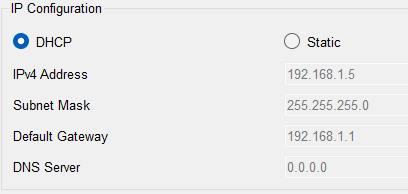 IP Configuration
DHCP Static
IPv4 Address 192.168.1.5
Subnet Mask 255.255.255.0
Default Gateway 192.168.1.1
DNS Server 0.0.0.0